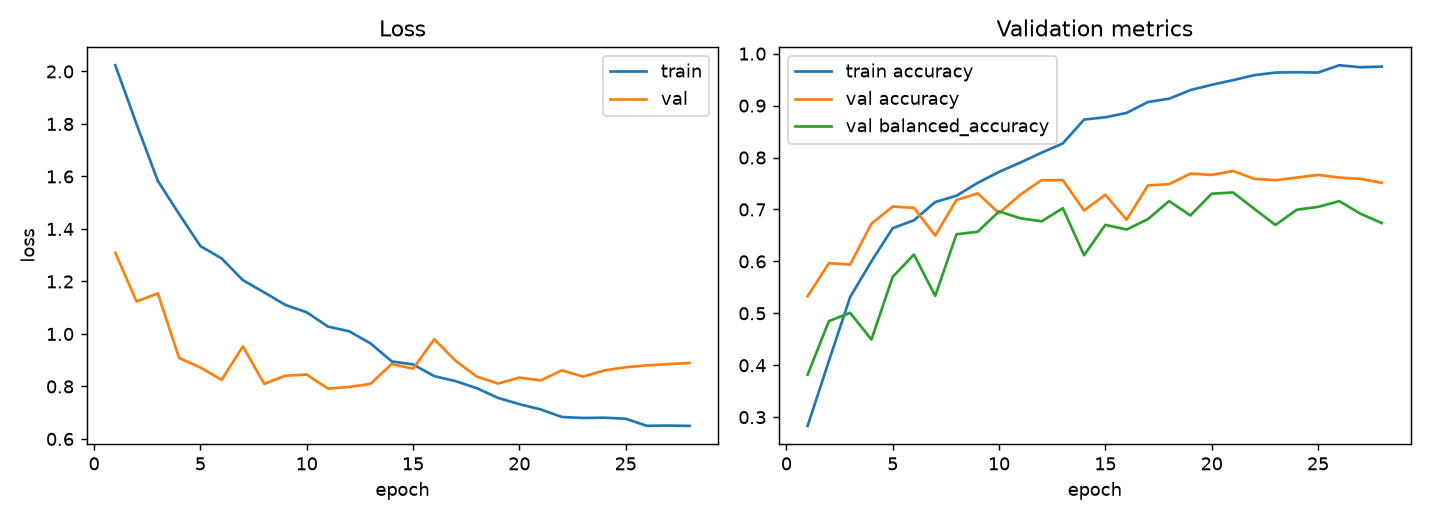 Loss
train
val
2.0
1.8
1.6
1.4
1.2
1.0
0.8
0.6
loss
0 5 10 15 20 25
epoch
Validation metrics
train accuracy
val accuracy
val balanced_accuracy
1.0
0.9
0.8
0.7
0.6
0.5
0.4
0.3
0 5 10 15 20 25
epoch